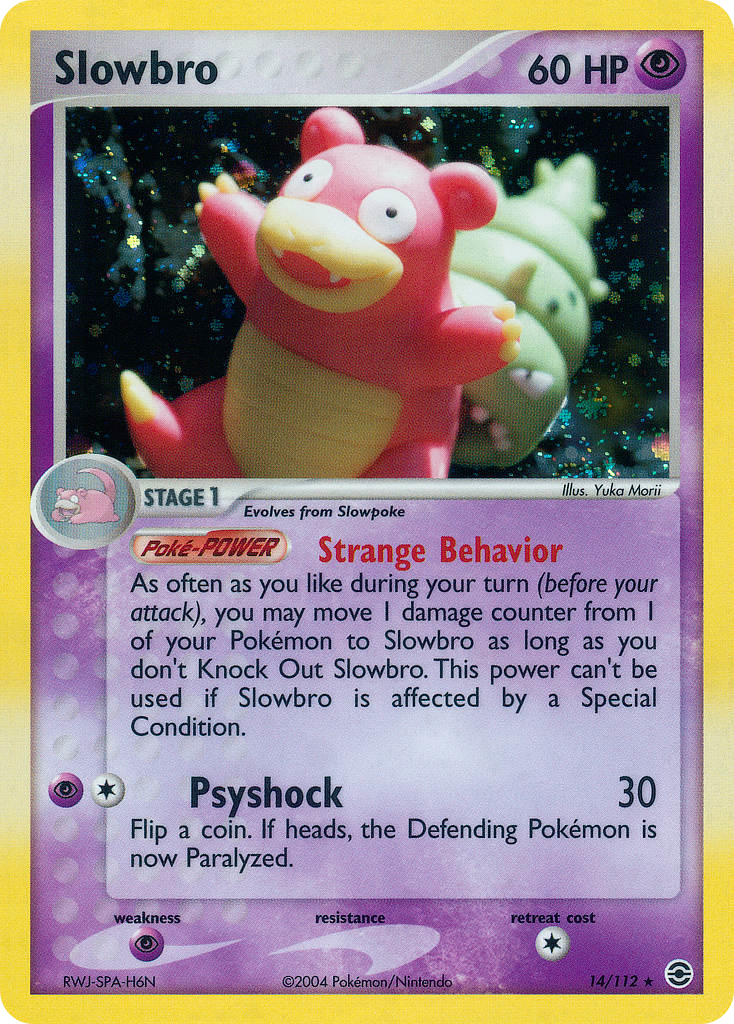 Slowbro 60 HP
Illus. Yuka Morii
STAGE 1
Evolves from Slowpoke
Poké-POWER Strange Behavior
As often as you like during your turn (before your
attack), you may move 1 damage counter from 1
of your Pokémon to Slowbro as long as you
don't Knock Out Slowbro. This power can't be
used if Slowbro is affected by a Special
Condition.
Psyshock 30
Flip a coin. If heads, the Defending Pokémon is
now Paralyzed.
weakness resistance retreat cost
RWJ-SPA-H6N ©2004 Pokémon/Nintendo 14/112 ★